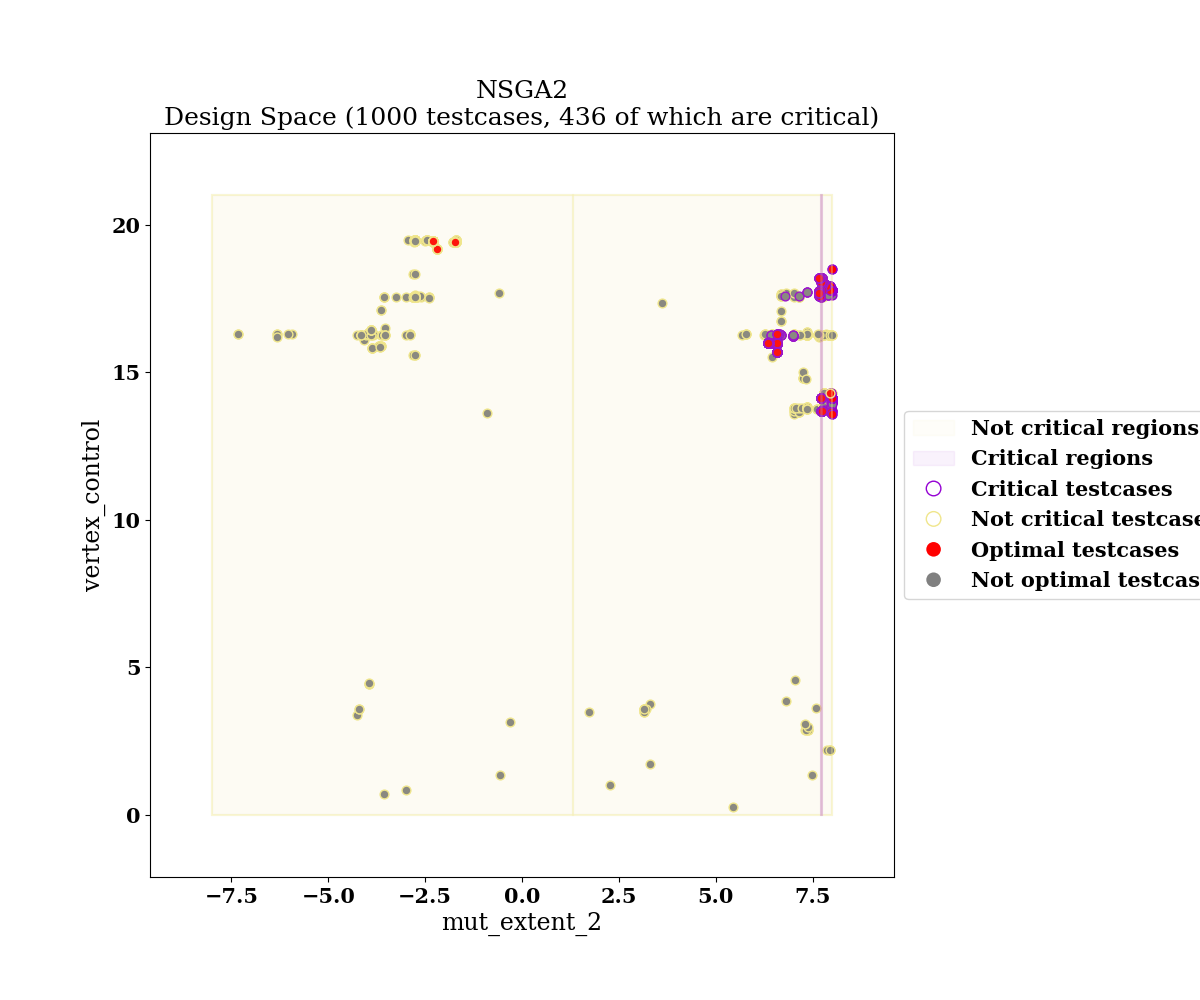 NSGA2
Design Space (1000 testcases, 436 of which are critical)
20
15
10
5
0
vertex_control
−7.5
−5.0
−2.5
0.0
2.5
5.0
7.5
mut_extent_2
Not critical regions
Critical regions
Critical testcases
Not critical testcase
Optimal testcases
Not optimal testcas